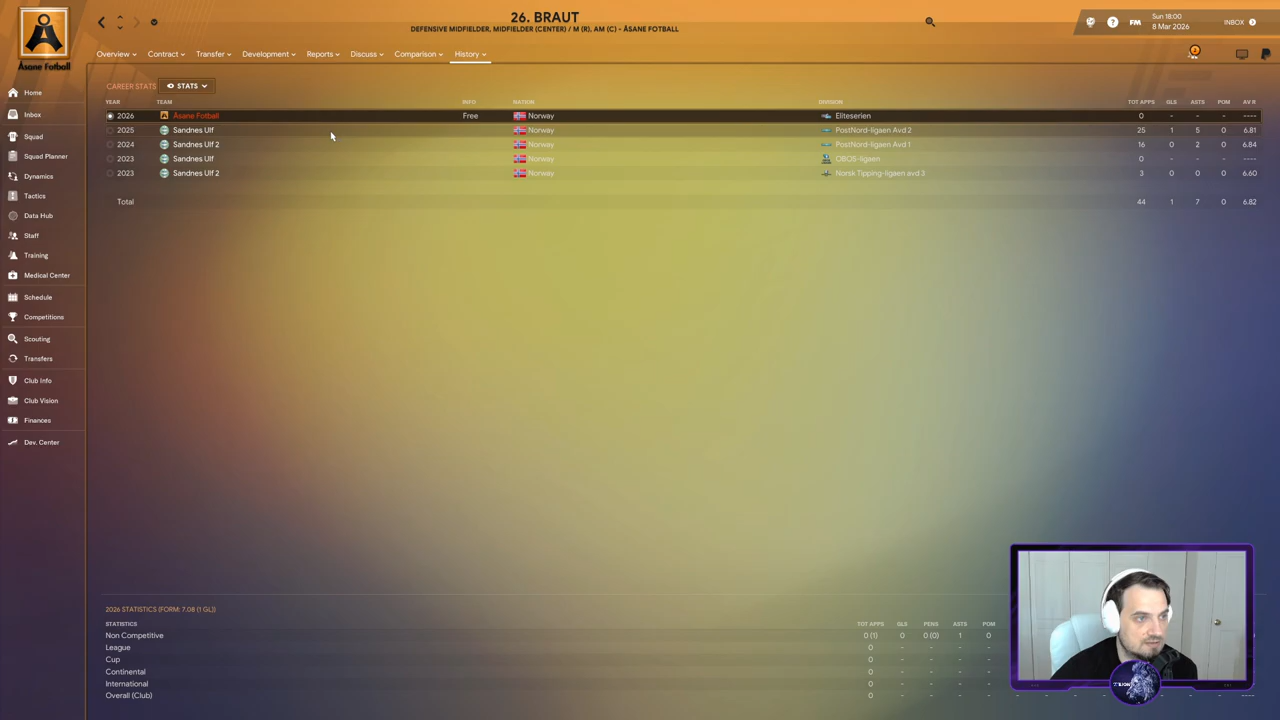 26. BRAUT
DEFENSIVE MIDFIELDER, MIDFIELDER (CENTER) / M (R), AM (C) - ÅSANE FOTBALL
FM
Sun 18:00
8 Mar 2026
INBOX
Åsane Fotball
Overview Contract Transfer Development Reports Discuss Comparison History
Home
Inbox
Squad
Squad Planner
Dynamics
Tactics
Data Hub
Staff
Training
Medical Center
Schedule
Competitions
Scouting
Transfers
Club Info
Club Vision
Finances
Dev. Center
CAREER STATS STATS
YEAR TEAM INFO NATION DIVISION TOT APPS GLS ASTS POM AV R
2026 Åsane Fotball Free Norway Eliteserien 0 - - - ----
2025 Sandnes Ulf Norway PostNord-ligaen Avd 2 25 1 5 0 6.81
2024 Sandnes Ulf 2 Norway PostNord-ligaen Avd 1 16 0 2 0 6.84
2023 Sandnes Ulf Norway OBOS-ligaen 0 - - - ----
2023 Sandnes Ulf 2 Norway Norsk Tipping-ligaen avd 3 3 0 0 0 6.60
Total 44 1 7 0 6.82
2026 STATISTICS (FORM: 7.08 (1 GL))
STATISTICS TOT APPS GLS PENS ASTS POM
Non Competitive 0 (1) 0 0 (0) 1 0
League 0 - - - -
Cup 0 - - - -
Continental 0 - - - -
International 0 - - - -
Overall (Club) 0 - - - -